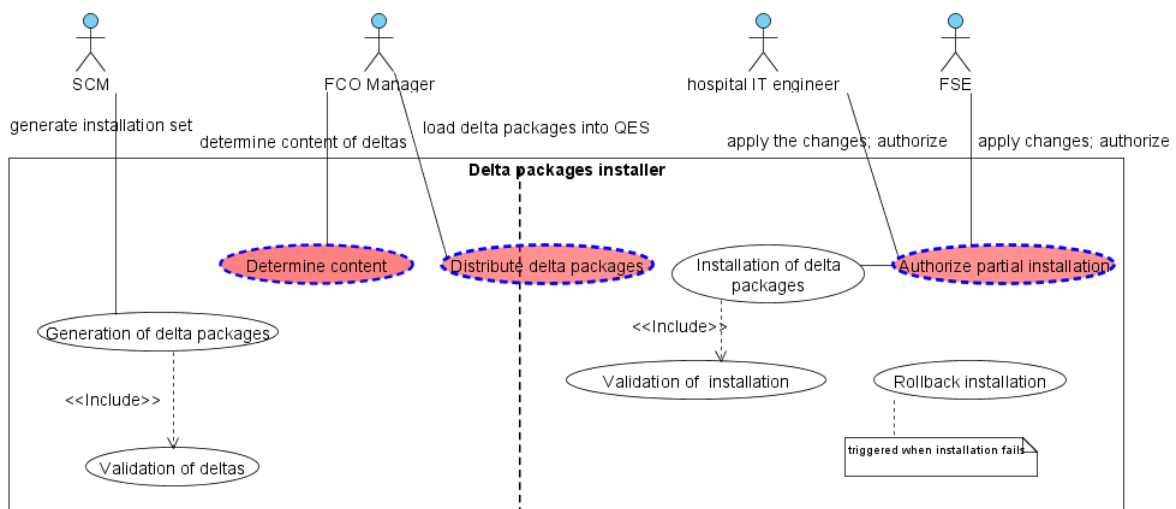 SCM
FCO Manager
hospital IT engineer
FSE
generate installation set
determine content of deltas
load delta packages into QES
apply the changes; authorize
apply changes; authorize
Delta packages installer
Determine content
Distribute delta packages
Installation of delta
packages
Authorize partial installation
Generation of delta packages
<<Include>>
<<Include>>
Validation of installation
Rollback installation
triggered when installation fails
Validation of deltas